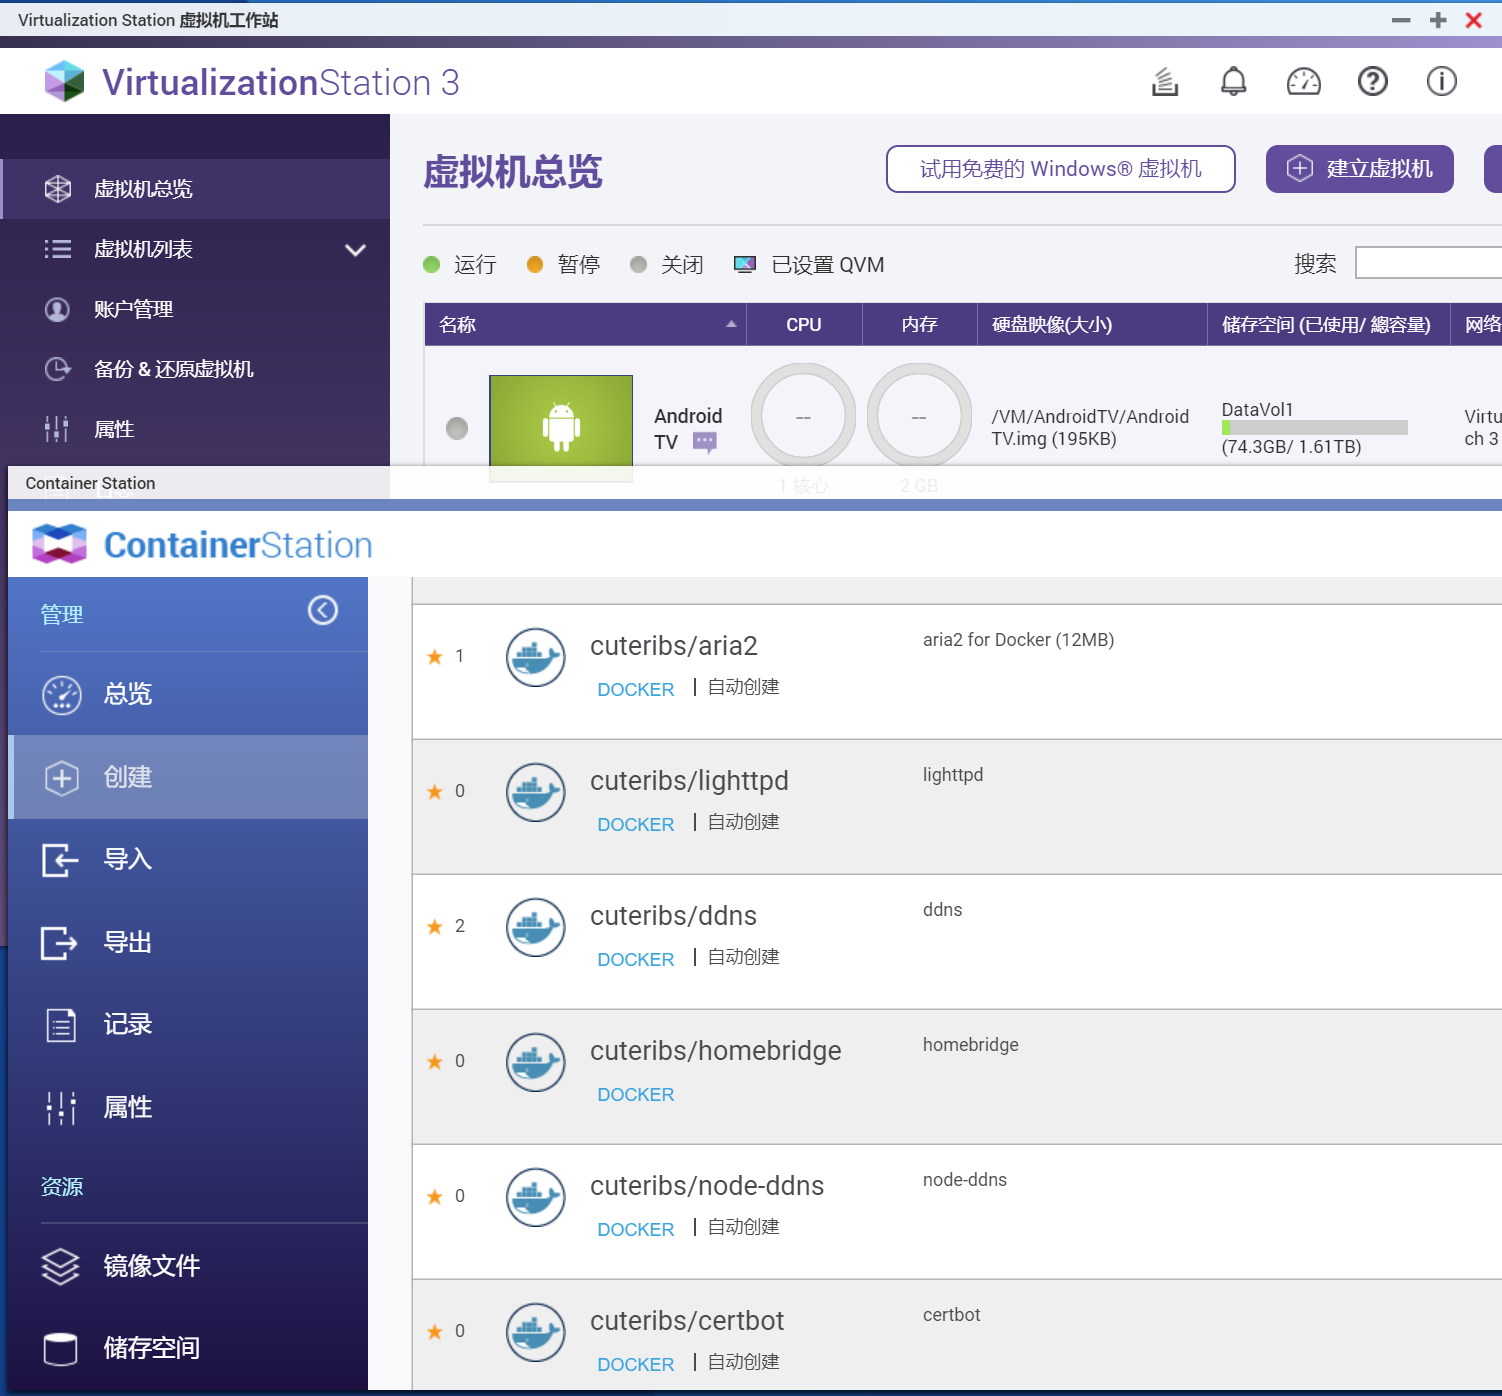 Virtualization Station 虚拟机工作站
VirtualizationStation 3
虚拟机总览
虚拟机列表
账户管理
备份 & 还原虚拟机
属性
虚拟机总览
试用免费的 Windows® 虚拟机
建立虚拟机
运行 暂停 关闭 已设置 QVM
搜索
名称 CPU 内存 硬盘映像(大小) 储存空间 (已使用/ 總容量) 网络
Android
TV
--
--
/VM/AndroidTV/Android
TV.img (195KB)
DataVol1
(74.3GB/ 1.61TB)
Virtu
ch 3
1 核心
2 GB
Container Station
ContainerStation
管理
总览
创建
导入
导出
记录
属性
资源
镜像文件
储存空间
1
cuteribs/aria2
aria2 for Docker (12MB)
DOCKER | 自动创建
0
cuteribs/lighttpd
lighttpd
DOCKER | 自动创建
2
cuteribs/ddns
ddns
DOCKER | 自动创建
0
cuteribs/homebridge
homebridge
DOCKER
0
cuteribs/node-ddns
node-ddns
DOCKER | 自动创建
0
cuteribs/certbot
certbot
DOCKER | 自动创建